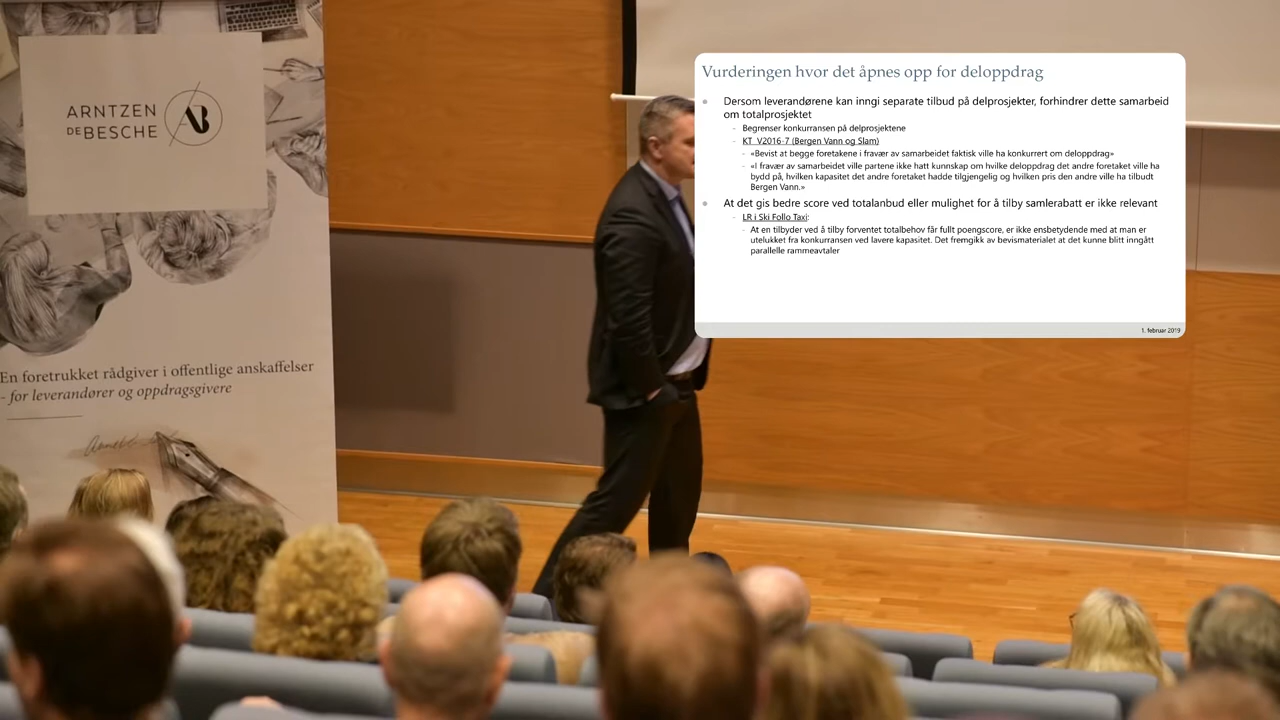 ARNTZEN
DE BESCHE
En foretrukket rådgiver i offentlige anskaffelser
- for leverandører og oppdragsgivere
Vurderingen hvor det åpnes opp for deloppdrag
Dersom leverandørene kan inngi separate tilbud på delprosjekter, forhindrer dette samarbeid
om totalprosjektet
- Begrenser konkurransen på delprosjektene
- KT V2016-7 (Bergen Vann og Slam)
- «Bevist at begge foretakene i fravær av samarbeidet faktisk ville ha konkurrert om deloppdrag»
- «I fravær av samarbeidet ville partene ikke hatt kunnskap om hvilke deloppdrag det andre foretaket ville ha
bydd på, hvilken kapasitet det andre foretaket hadde tilgjengelig og hvilken pris den andre ville ha tilbudt
Bergen Vann.»
At det gis bedre score ved totalanbud eller mulighet for å tilby samlerabatt er ikke relevant
- LR i Ski Follo Taxi:
- At en tilbyder ved å tilby forventet totalbehov får fullt poengscore, er ikke ensbetydende med at man er
utelukket fra konkurransen ved lavere kapasitet. Det fremgikk av bevismaterialet at det kunne blitt inngått
parallelle rammeavtaler
1. februar 2019